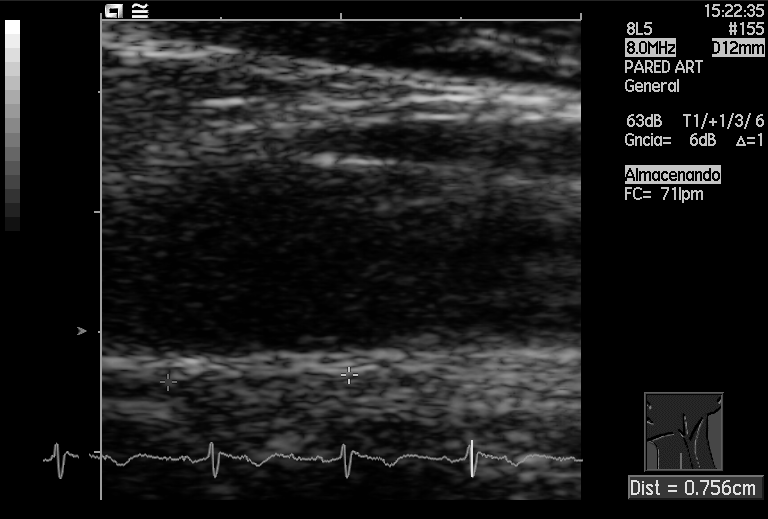 15:22:35
8L5 #155
8.0MHz D12mm
PARED ART
General
63dB T1/+1/3/ 6
Gncia= 6dB Δ=1
Almacenando
FC= 71lpm
Dist = 0.756cm